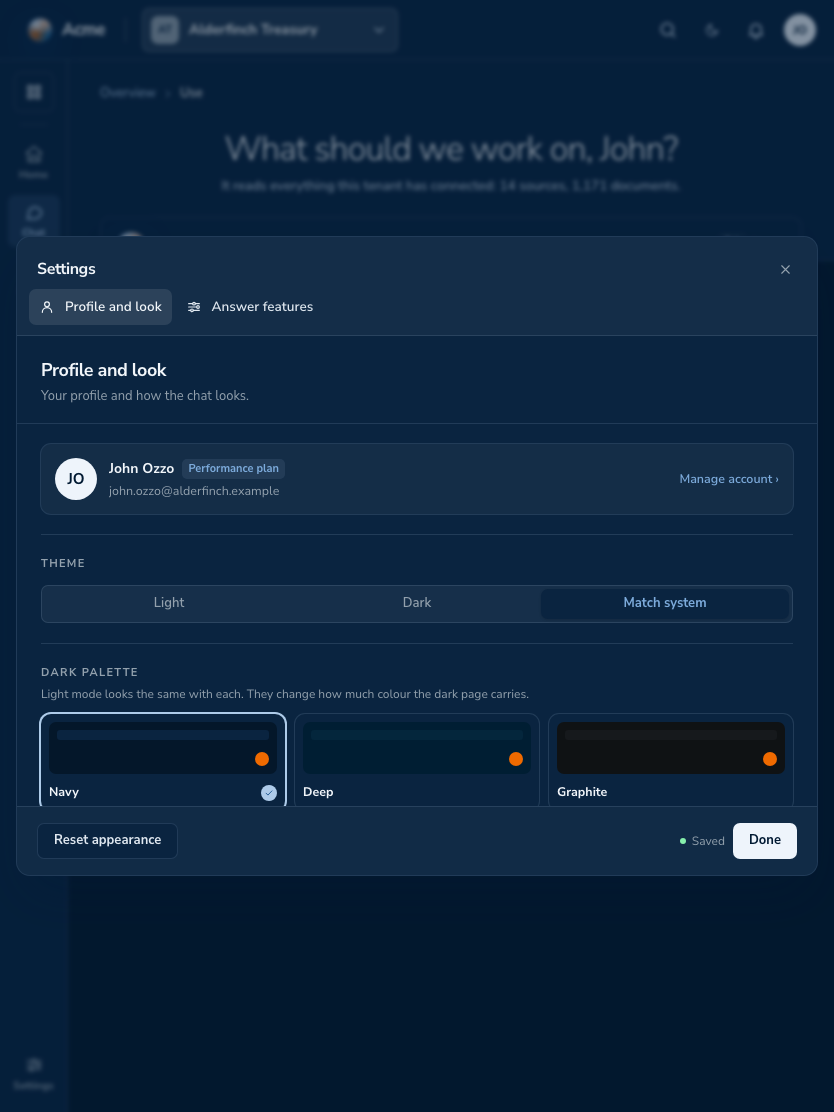 Acme
Alderfinch Treasury
Overview › Use
What should we work on, John?
It reads everything this tenant has connected: 14 sources, 1,171 documents.
Home
Chat
Settings
Profile and look
Answer features
Profile and look
Your profile and how the chat looks.
JO
John Ozzo
Performance plan
john.ozzo@alderfinch.example
Manage account ›
THEME
Light
Dark
Match system
DARK PALETTE
Light mode looks the same with each. They change how much colour the dark page carries.
Navy
Deep
Graphite
Reset appearance
Saved
Done
Settings